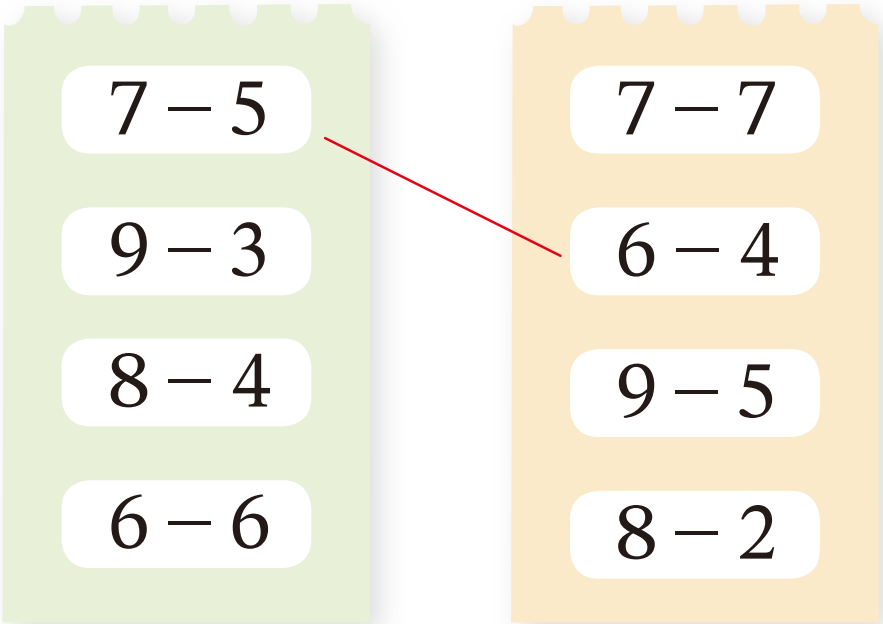 7 – 5
9 – 3
8 – 4
6 – 6
7 – 7
6 – 4
9 – 5
8 – 2